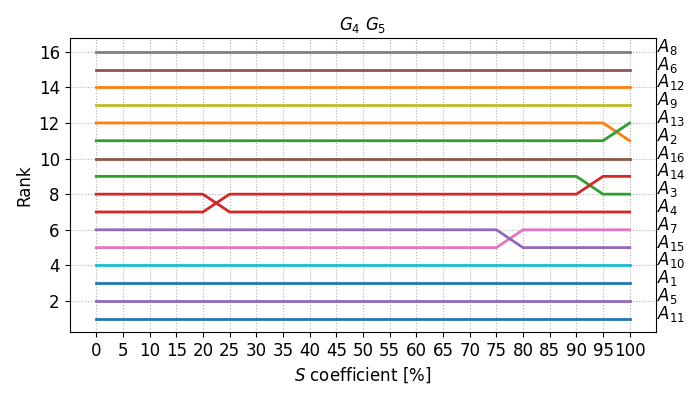 G₄ G₅
16
14
12
10
8
6
4
2
Rank
A₈
A₆
A₁₂
A₉
A₁₃
A₂
A₁₆
A₁₄
A₃
A₄
A₇
A₁₅
A₁₀
A₁
A₅
A₁₁
0 5 10 15 20 25 30 35 40 45 50 55 60 65 70 75 80 85 90 95 100
S coefficient [%]